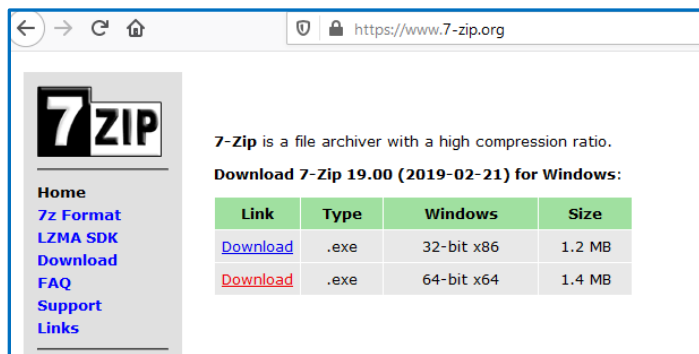 https://www.7-zip.org
7 ZIP
7-Zip is a file archiver with a high compression ratio.
Download 7-Zip 19.00 (2019-02-21) for Windows:
Link Type Windows Size
Download .exe 32-bit x86 1.2 MB
Download .exe 64-bit x64 1.4 MB
Home
7z Format
LZMA SDK
Download
FAQ
Support
Links